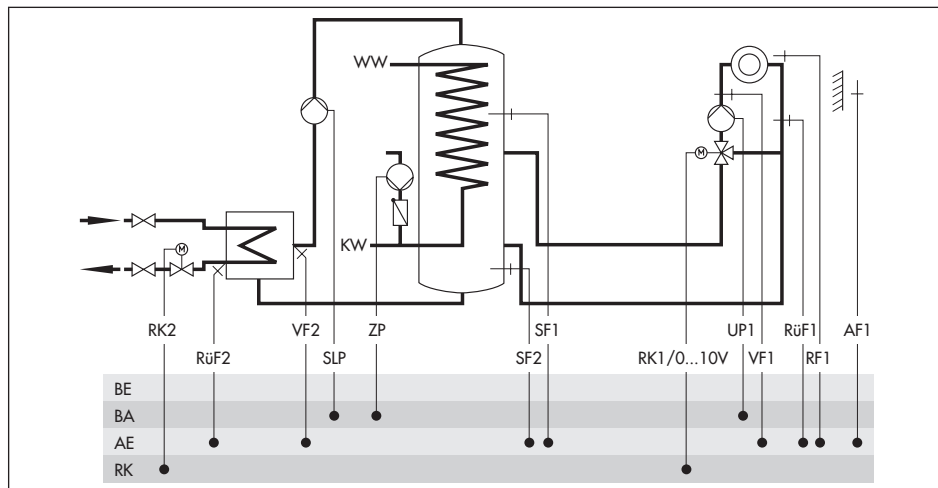 WW
M
KW
M
RK2
VF2
ZP
SF1
UP1
RüF1
AF1
RüF2
SLP
SF2
RK1/0...10V
VF1
RF1
BE
BA
AE
RK